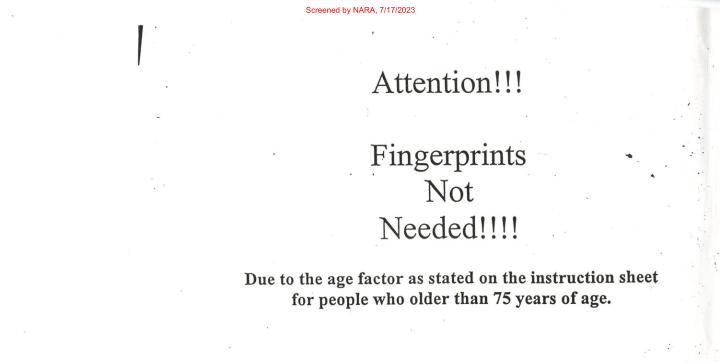 Screened by NARA, 7/17/2023
Attention!!!
Fingerprints
Not
Needed!!!!
Due to the age factor as stated on the instruction sheet
for people who older than 75 years of age.